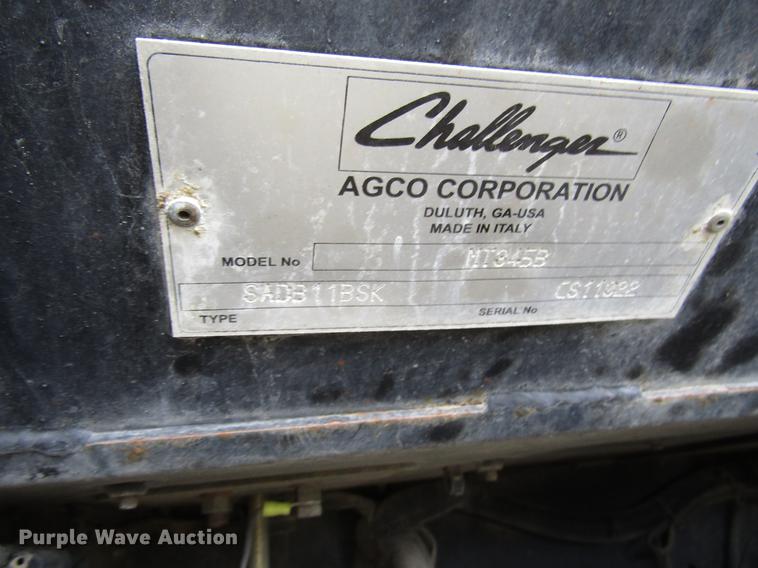 Challenger®
AGCO CORPORATION
DULUTH, GA-USA
MADE IN ITALY
MODEL No MT345B
SADB11BSK CS11922
TYPE SERIAL No
Purple Wave Auction